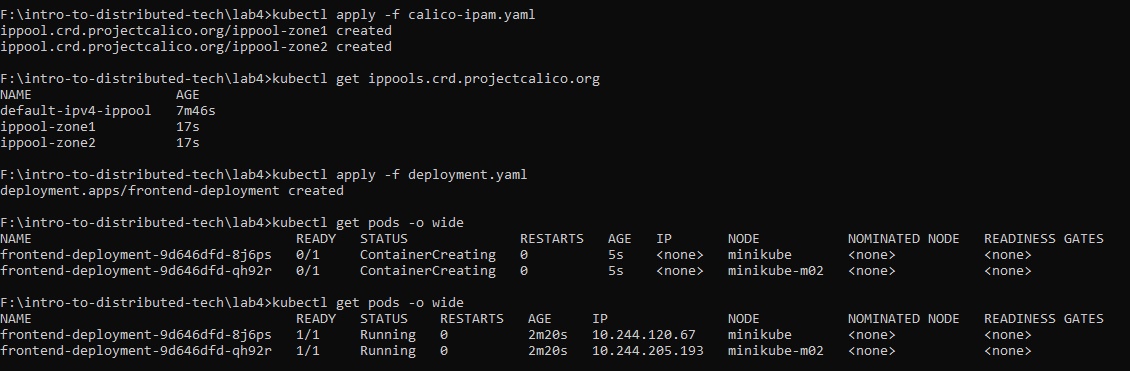 F:\intro-to-distributed-tech\lab4>kubectl apply -f calico-ipam.yaml
ippool.crd.projectcalico.org/ippool-zone1 created
ippool.crd.projectcalico.org/ippool-zone2 created
F:\intro-to-distributed-tech\lab4>kubectl get ippools.crd.projectcalico.org
NAME                  AGE
default-ipv4-ippool   7m46s
ippool-zone1          17s
ippool-zone2          17s
F:\intro-to-distributed-tech\lab4>kubectl apply -f deployment.yaml
deployment.apps/frontend-deployment created
F:\intro-to-distributed-tech\lab4>kubectl get pods -o wide
NAME                                 READY   STATUS              RESTARTS   AGE   IP       NODE           NOMINATED NODE   READINESS GATES
frontend-deployment-9d646dfd-8j6ps   0/1     ContainerCreating   0          5s    <none>   minikube       <none>           <none>
frontend-deployment-9d646dfd-qh92r   0/1     ContainerCreating   0          5s    <none>   minikube-m02   <none>           <none>
F:\intro-to-distributed-tech\lab4>kubectl get pods -o wide
NAME                                 READY   STATUS    RESTARTS   AGE     IP               NODE           NOMINATED NODE   READINESS GATES
frontend-deployment-9d646dfd-8j6ps   1/1     Running   0          2m20s   10.244.120.67    minikube       <none>           <none>
frontend-deployment-9d646dfd-qh92r   1/1     Running   0          2m20s   10.244.205.193   minikube-m02   <none>           <none>